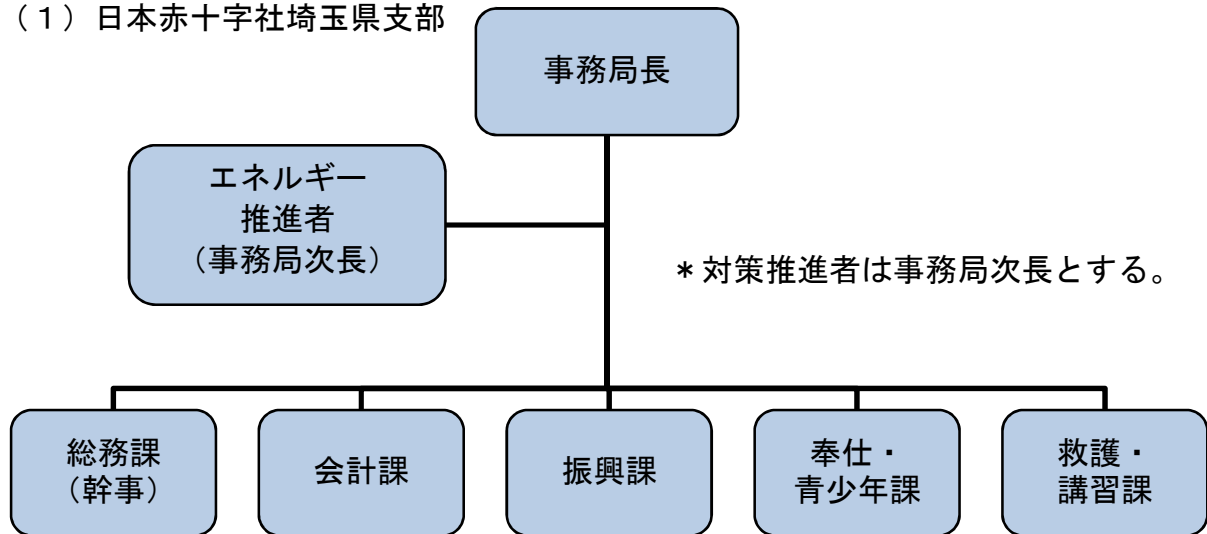 （１）日本赤十字社埼玉県支部
事務局長
エネルギー
推進者
（事務局次長）
＊対策推進者は事務局次長とする。
総務課
（幹事）
会計課
振興課
奉仕・
青少年課
救護・
講習課